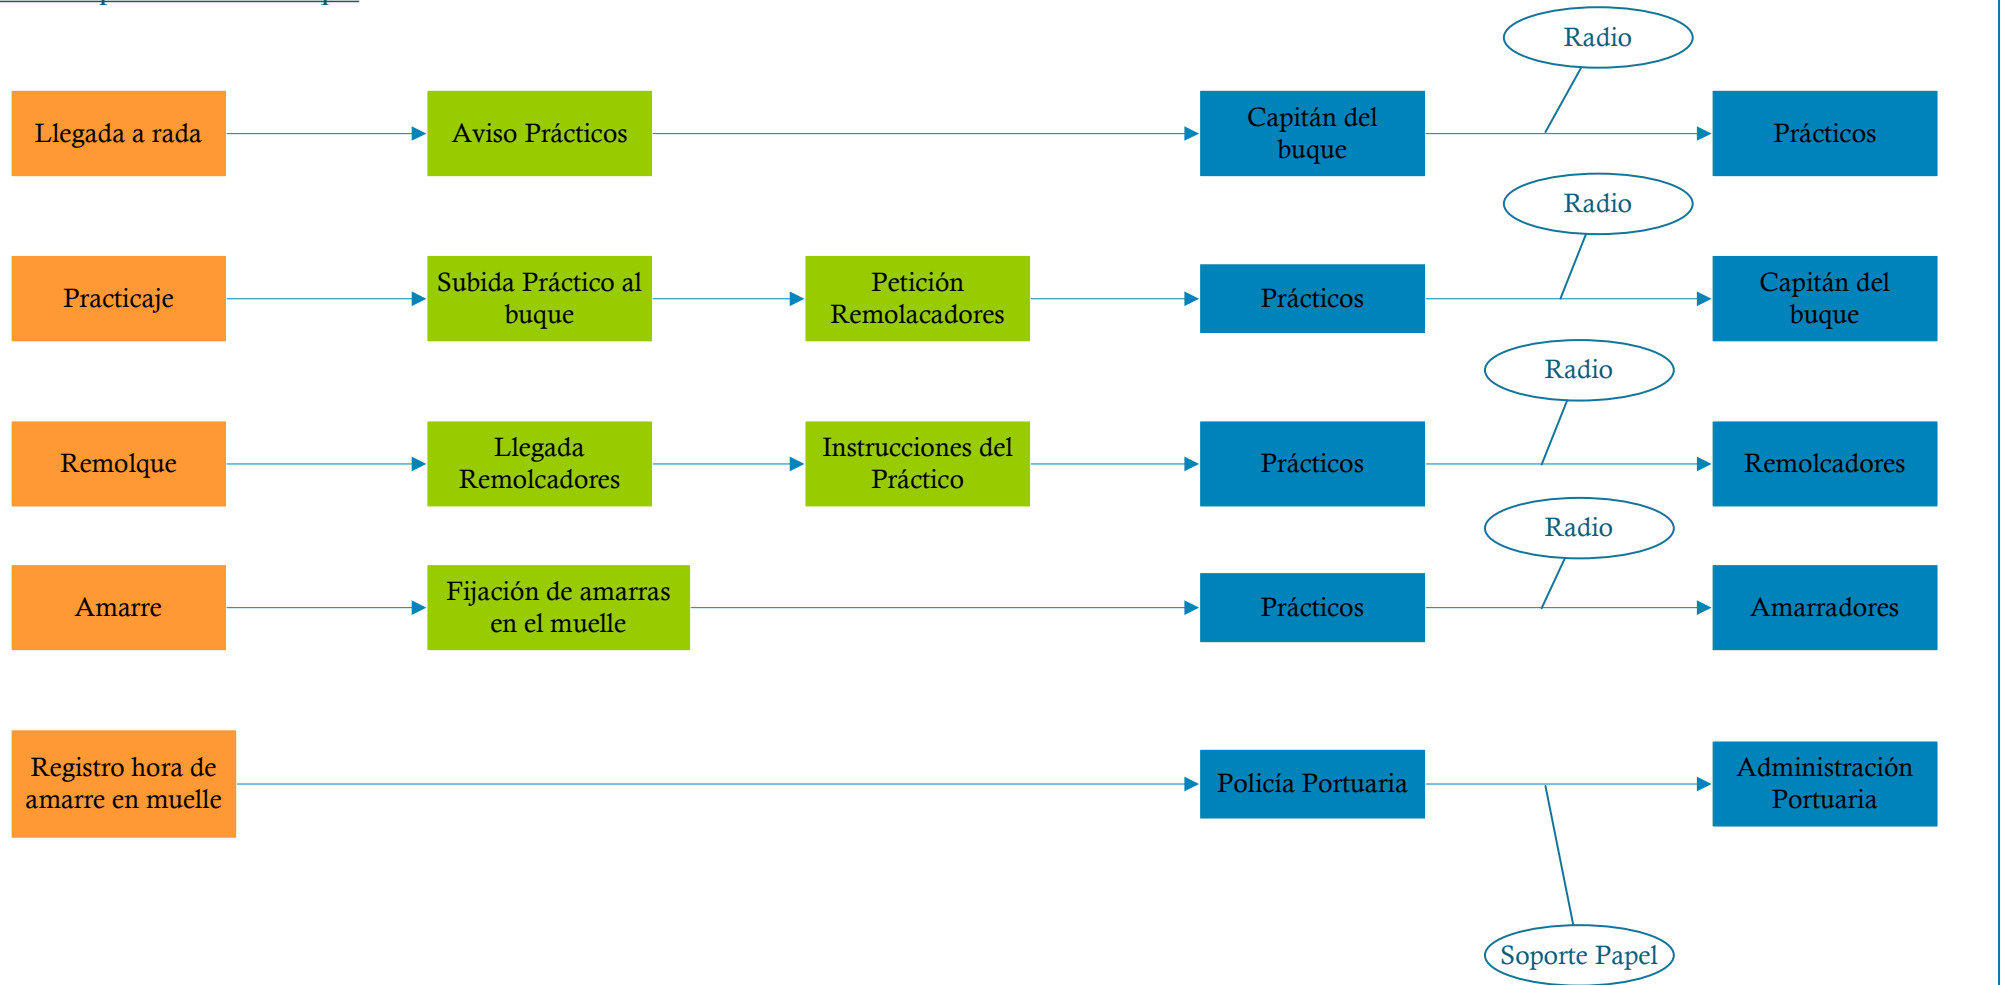 Radio
Llegada a rada
Aviso Prácticos
Capitán del
buque
Prácticos
Radio
Practicaje
Subida Práctico al
buque
Petición
Remolacadores
Prácticos
Capitán del
buque
Radio
Remolque
Llegada
Remolcadores
Instrucciones del
Práctico
Prácticos
Remolcadores
Radio
Amarre
Fijación de amarras
en el muelle
Prácticos
Amarradores
Registro hora de
amarre en muelle
Policía Portuaria
Administración
Portuaria
Soporte Papel